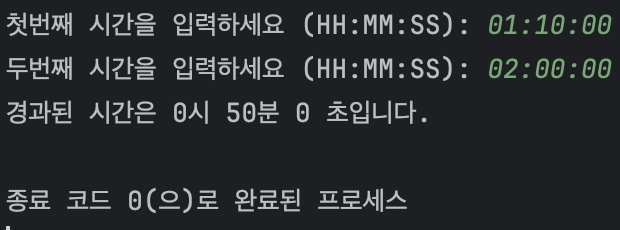 첫번째 시간을 입력하세요 (HH:MM:SS): 01:10:00
두번째 시간을 입력하세요 (HH:MM:SS): 02:00:00
경과된 시간은 0시 50분 0 초입니다.
종료 코드 0(으)로 완료된 프로세스